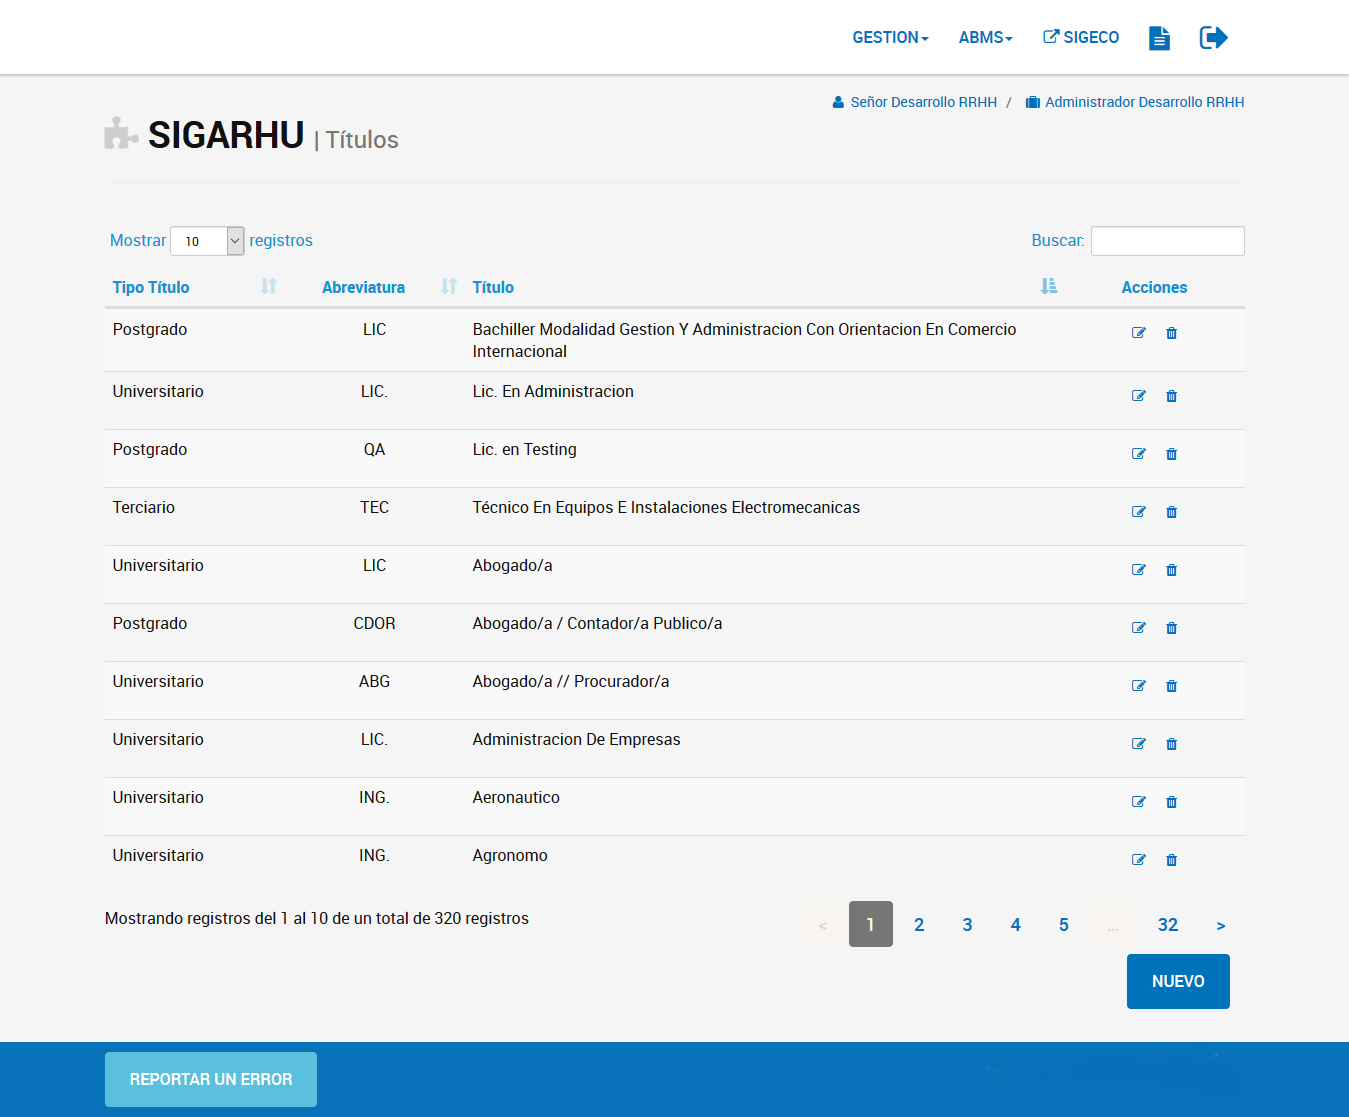 GESTION ABMS SIGECO
Señor Desarrollo RRHH / Administrador Desarrollo RRHH
SIGARHU | Títulos
Mostrar 10 registros Buscar:
Tipo Título Abreviatura Título Acciones
Postgrado LIC Bachiller Modalidad Gestion Y Administracion Con Orientacion En Comercio
Internacional
Universitario LIC. Lic. En Administracion
Postgrado QA Lic. en Testing
Terciario TEC Técnico En Equipos E Instalaciones Electromecanicas
Universitario LIC Abogado/a
Postgrado CDOR Abogado/a / Contador/a Publico/a
Universitario ABG Abogado/a // Procurador/a
Universitario LIC. Administracion De Empresas
Universitario ING. Aeronautico
Universitario ING. Agronomo
Mostrando registros del 1 al 10 de un total de 320 registros < 1 2 3 4 5 ... 32 >
NUEVO
REPORTAR UN ERROR